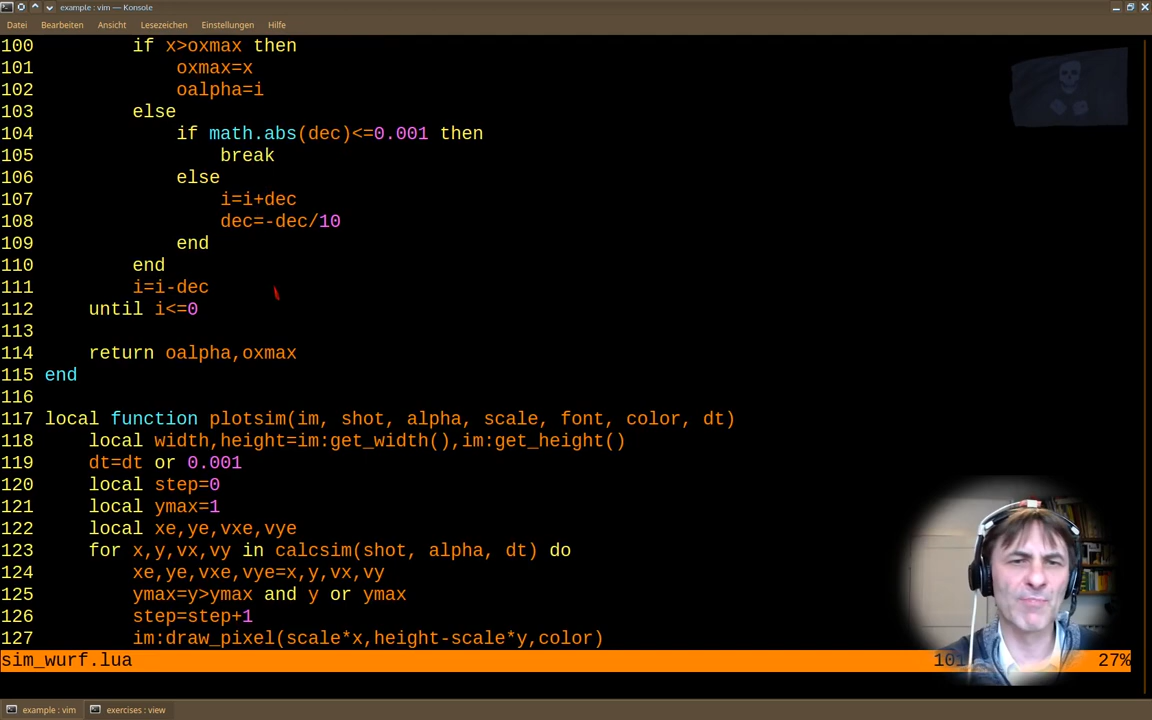 example : vim — Konsole
Datei Bearbeiten Ansicht Lesezeichen Einstellungen Hilfe
100         if x>oxmax then
101             oxmax=x
102             oalpha=i
103         else
104             if math.abs(dec)<=0.001 then
105                 break
106             else
107                 i=i+dec
108                 dec=-dec/10
109             end
110         end
111         i=i-dec
112     until i<=0
113
114     return oalpha,oxmax
115 end
116
117 local function plotsim(im, shot, alpha, scale, font, color, dt)
118     local width,height=im:get_width(),im:get_height()
119     dt=dt or 0.001
120     local step=0
121     local ymax=1
122     local xe,ye,vxe,vye
123     for x,y,vx,vy in calcsim(shot, alpha, dt) do
124         xe,ye,vxe,vye=x,y,vx,vy
125         ymax=y>ymax and y or ymax
126         step=step+1
127         im:draw_pixel(scale*x,height-scale*y,color)
sim_wurf.lua 27%
example : vim exercises : view